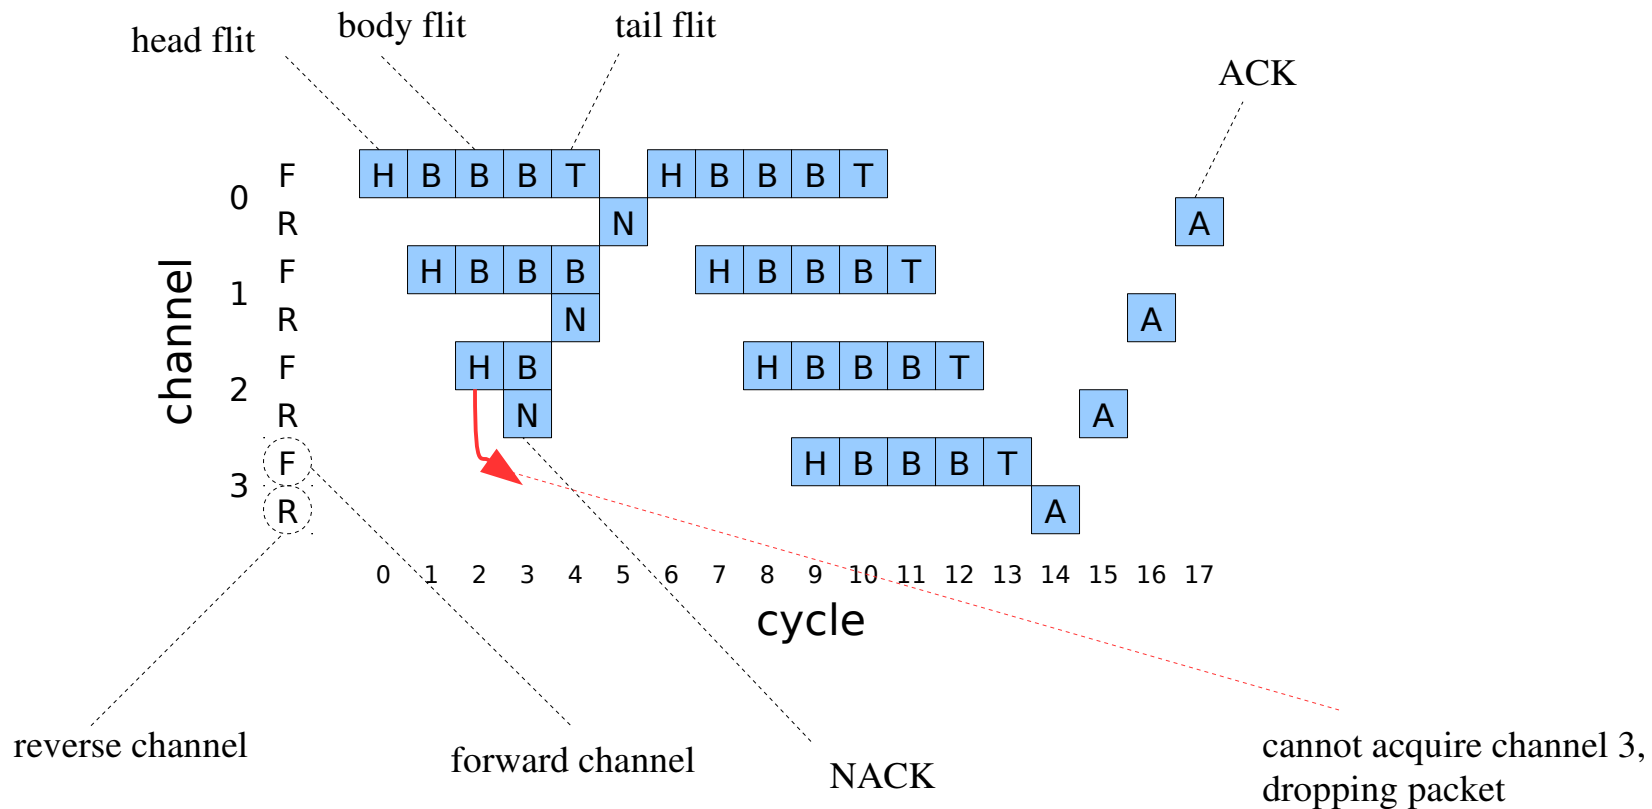 head flit
body flit
tail flit
ACK
F H B B B T H B B B T
0
R N A
F H B B B H B B B T
1
R N A
F H B H B B B T
2
R N A
F H B B B T
3
R A
channel
0 1 2 3 4 5 6 7 8 9 10 11 12 13 14 15 16 17
cycle
reverse channel
forward channel
NACK
cannot acquire channel 3,
dropping packet